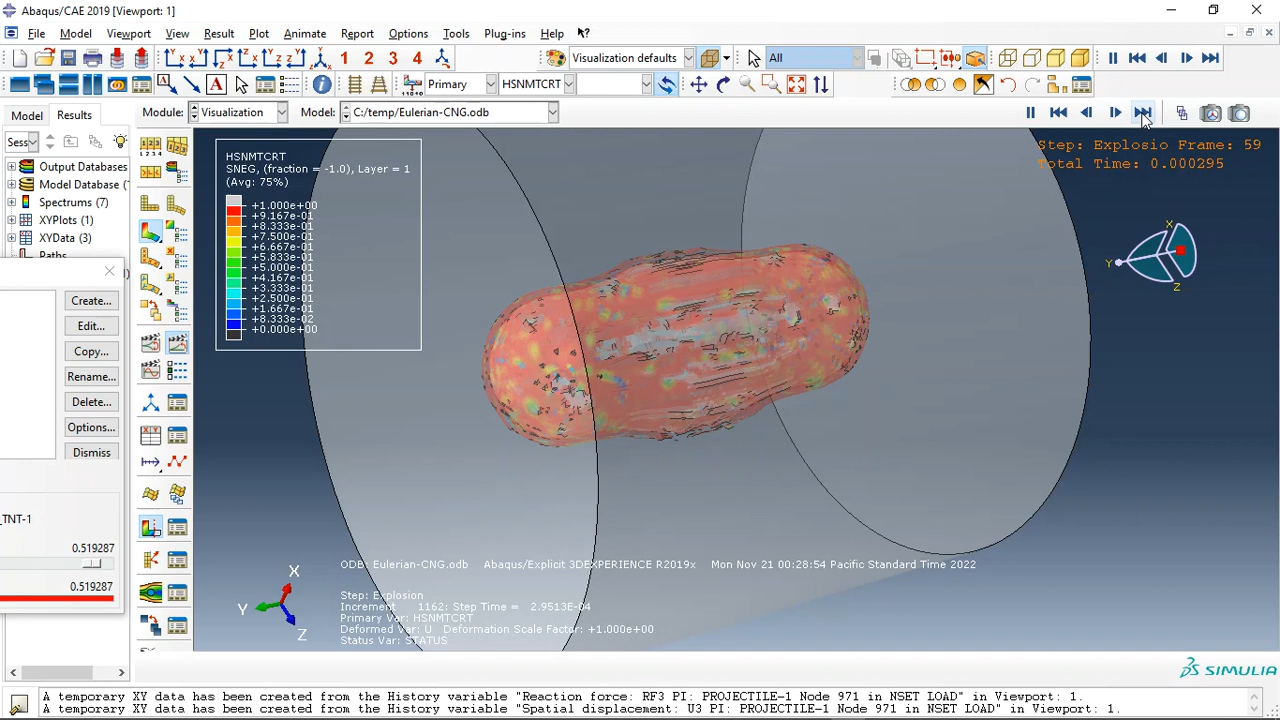 Abaqus/CAE 2019 [Viewport: 1]
File Model Viewport View Result Plot Animate Report Options Tools Plug-ins Help
1 2 3 4 Visualization defaults All
A Primary HSNMTCRT
Model Results Module: Visualization Model: C:/temp/Eulerian-CNG.odb
Sess
Output Databases
Model Database (
Spectrums (7)
XYPlots (1)
XYData (3)
Paths
Create...
Edit...
Copy...
Rename...
Delete...
Options...
Dismiss
_TNT-1
0.519287
0.519287
HSNMTCRT
SNEG, (fraction = -1.0), Layer = 1
(Avg: 75%)
+1.000e+00
+9.167e-01
+8.333e-01
+7.500e-01
+6.667e-01
+5.833e-01
+5.000e-01
+4.167e-01
+3.333e-01
+2.500e-01
+1.667e-01
+8.333e-02
+0.000e+00
Step: Explosio Frame: 59
Total Time: 0.000295
X
Y
Z
X
Y
Z
ODB: Eulerian-CNG.odb Abaqus/Explicit 3DEXPERIENCE R2019x Mon Nov 21 00:28:54 Pacific Standard Time 2022
Step: Explosion
Increment 1162: Step Time = 2.9513E-04
Primary Var: HSNMTCRT
Deformed Var: U Deformation Scale Factor: +1.000e+00
Status Var: STATUS
SIMULIA
A temporary XY data has been created from the History variable "Reaction force: RF3 PI: PROJECTILE-1 Node 971 in NSET LOAD" in Viewport: 1.
A temporary XY data has been created from the History variable "Spatial displacement: U3 PI: PROJECTILE-1 Node 971 in NSET LOAD" in Viewport: 1.